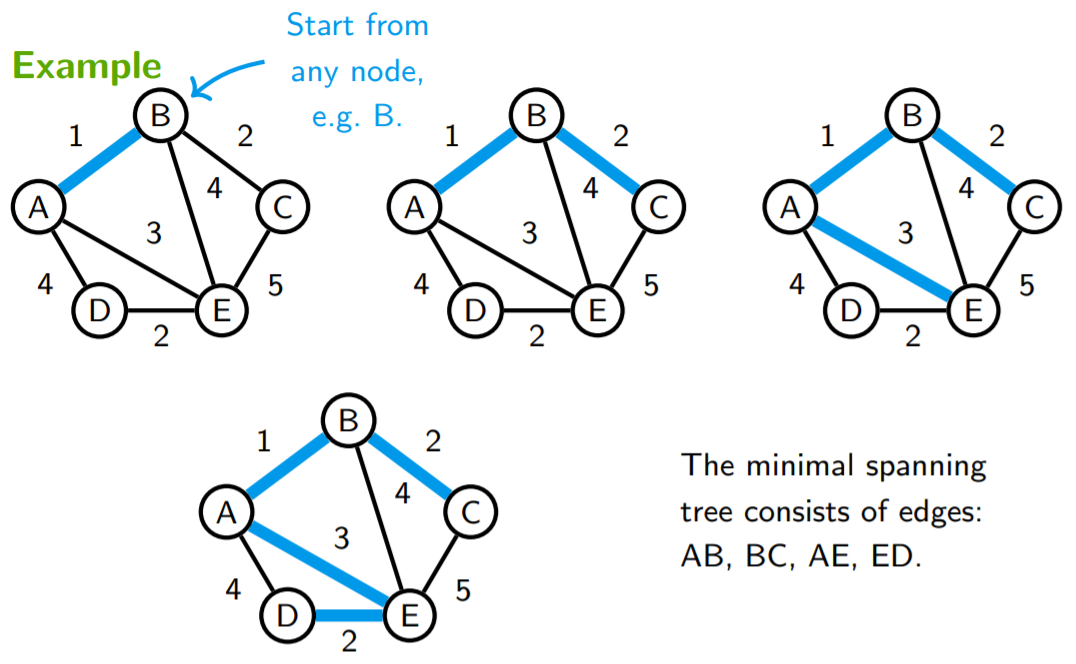 Example
Start from
any node,
e.g. B.
B
1
2
4
A
C
3
4
5
D
E
2
B
1
2
4
A
C
3
4
5
D
E
2
B
1
2
4
A
C
3
4
5
D
E
2
B
1
2
4
A
C
3
4
5
D
E
2
The minimal spanning
tree consists of edges:
AB, BC, AE, ED.